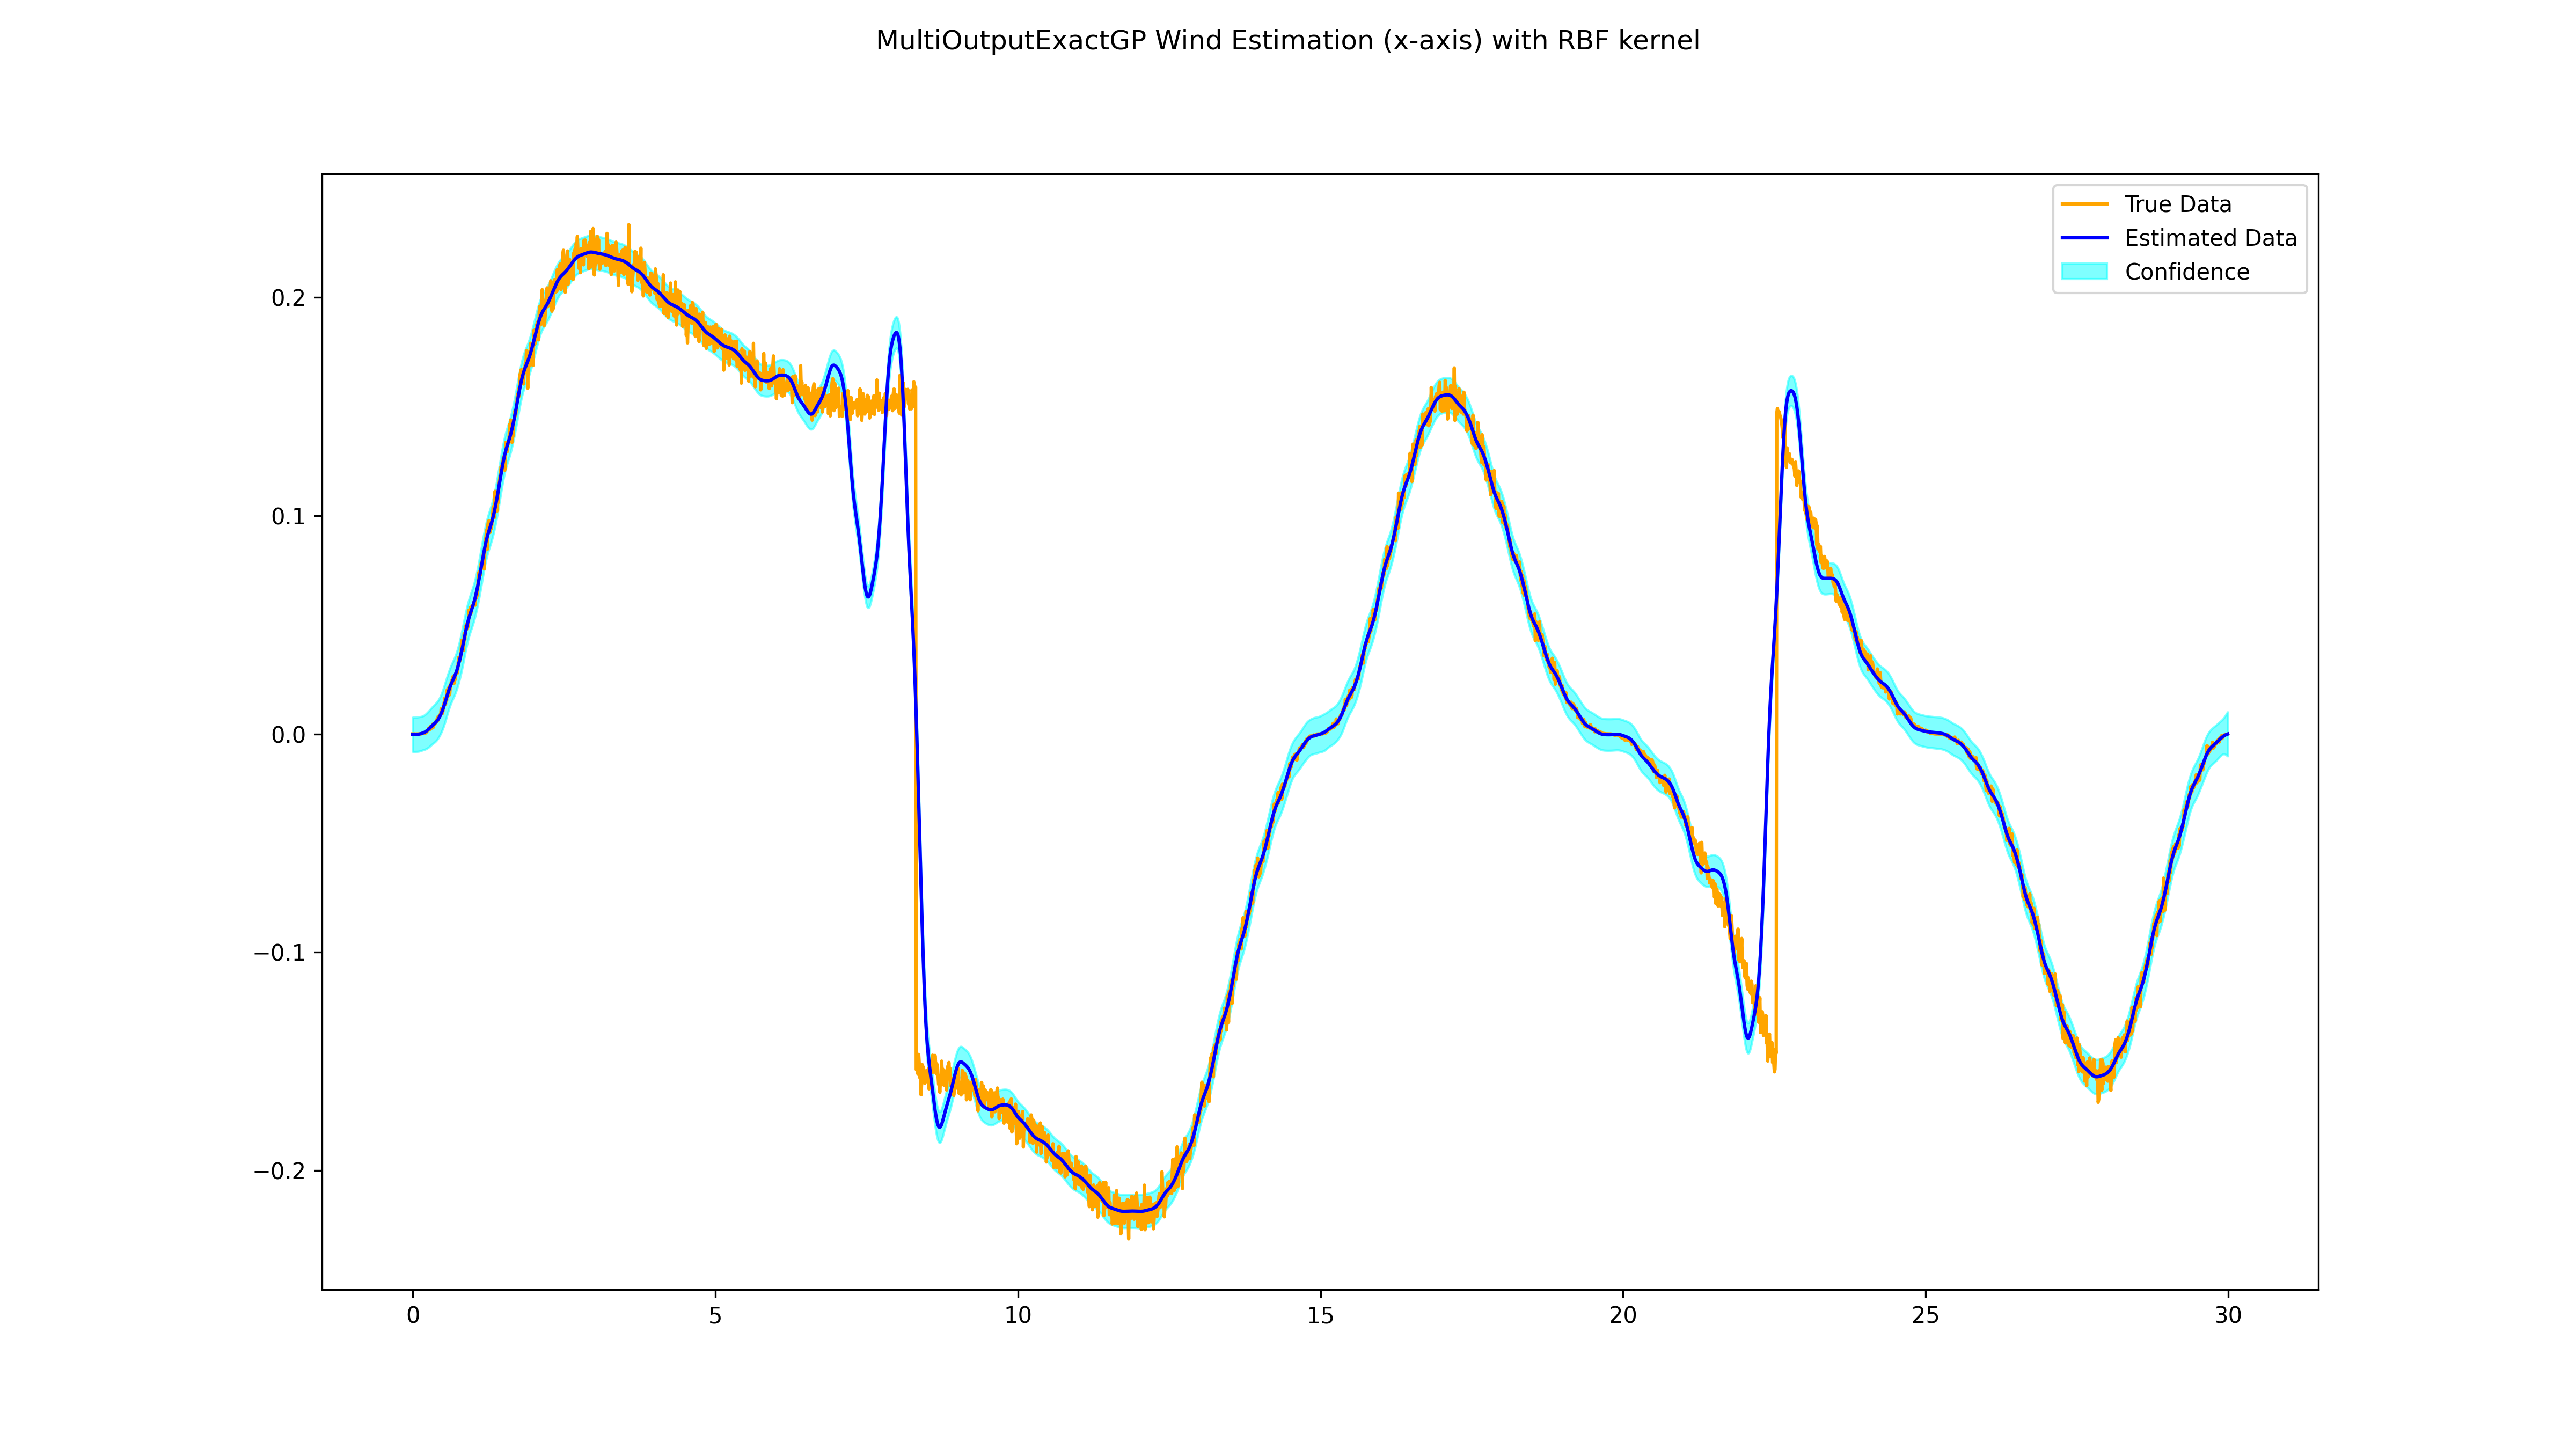 MultiOutputExactGP Wind Estimation (x-axis) with RBF kernel
True Data
Estimated Data
Confidence
0.2
0.1
0.0
−0.1
−0.2
0 5 10 15 20 25 30